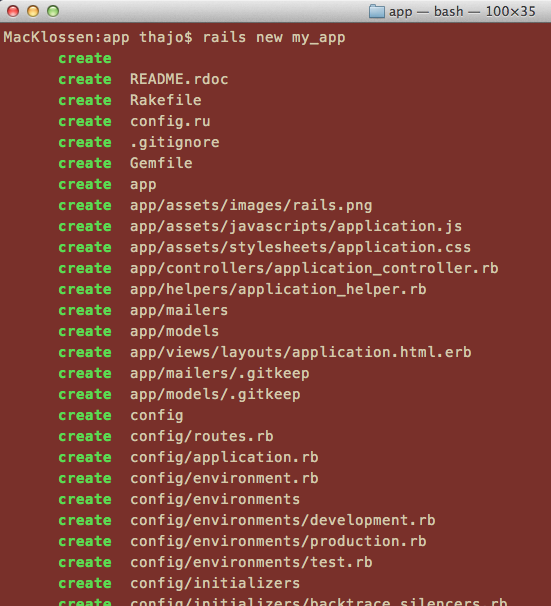 app — bash — 100×35
MacKlossen:app thajo$ rails new my_app
create
create README.rdoc
create Rakefile
create config.ru
create .gitignore
create Gemfile
create app
create app/assets/images/rails.png
create app/assets/javascripts/application.js
create app/assets/stylesheets/application.css
create app/controllers/application_controller.rb
create app/helpers/application_helper.rb
create app/mailers
create app/models
create app/views/layouts/application.html.erb
create app/mailers/.gitkeep
create app/models/.gitkeep
create config
create config/routes.rb
create config/application.rb
create config/environment.rb
create config/environments
create config/environments/development.rb
create config/environments/production.rb
create config/environments/test.rb
create config/initializers
create config/initializers/backtrace_silencers.rb